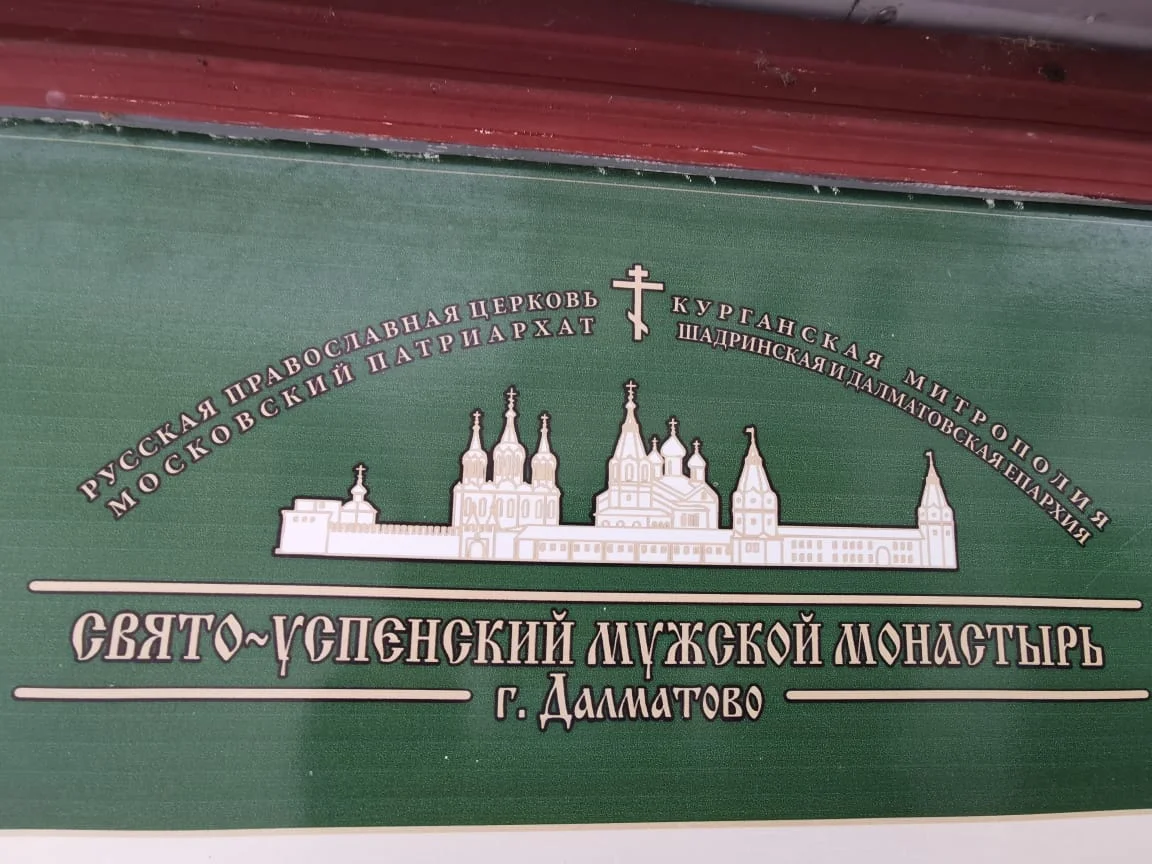 РУССКАЯ ПРАВОСЛАВНАЯ ЦЕРКОВЬ
МОСКОВСКИЙ ПАТРИАРХАТ
КУРГАНСКАЯ МИТРОПОЛИЯ
ШАДРИНСКАЯ И ДАЛМАТОВСКАЯ ЕПАРХИЯ
СВЯТО~УСПЕНСКИЙ МУЖСКОЙ МОНАСТЫРЬ
г. Далматово